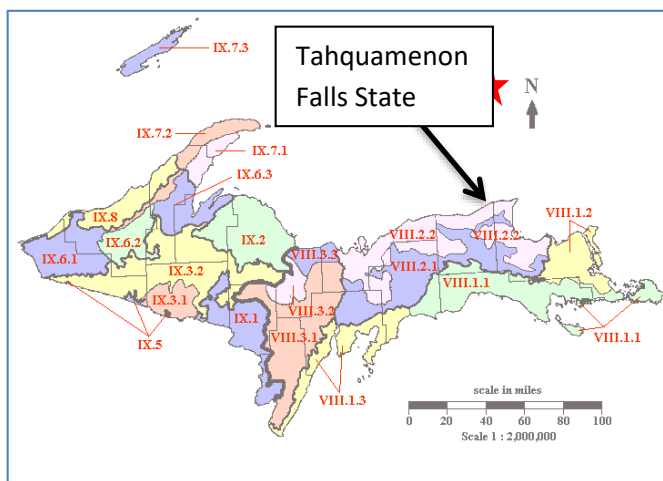 IX.7.3
Tahquamenon
Falls State
N
IX.7.2
IX.7.1
IX.6.3
IX.8
IX.6.2
IX.2
IX.6.1
IX.3.2
IX.3.1
IX.5
IX.1
VIII.3.3
VIII.3.2
VIII.3.1
VIII.2.2
VIII.2.2
VIII.2.1
VIII.1.2
VIII.1.1
VIII.1.1
VIII.1.3
scale in miles
0 20 40 60 80 100
Scale 1 : 2,000,000